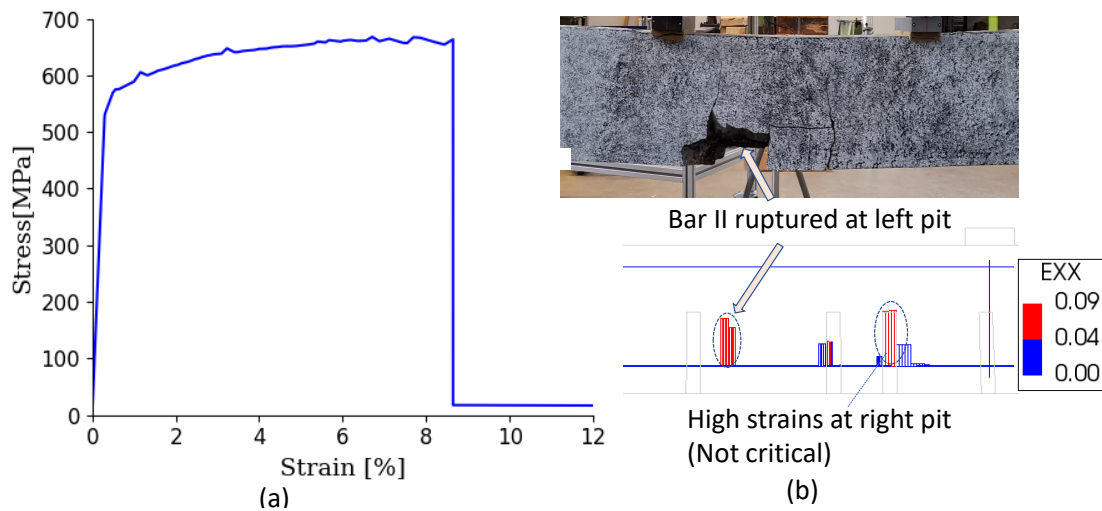 700
600
500
400
300
200
100
0
Stress[MPa]
0 2 4 6 8 10 12
Strain [%]
(a)
Bar II ruptured at left pit
EXX
0.09
0.04
0.00
High strains at right pit
(Not critical)
(b)